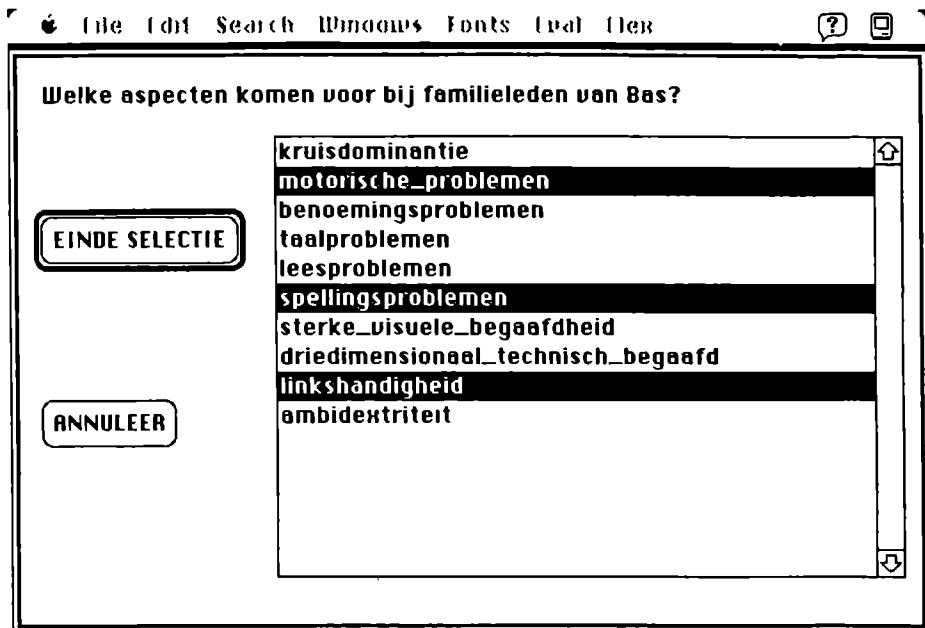 File Edit Search Windows Fonts Eval Flex
Welke aspecten komen voor bij familieleden van Bas?
kruisdominantie
motorische_problemen
benoemingsproblemen
EINDE SELECTIE
taalproblemen
leesproblemen
spellingsproblemen
sterke_visuele_begaafdheid
driedimensionaal_technisch_begaafd
linkshandigheid
ANNULEER
ambidextriteit